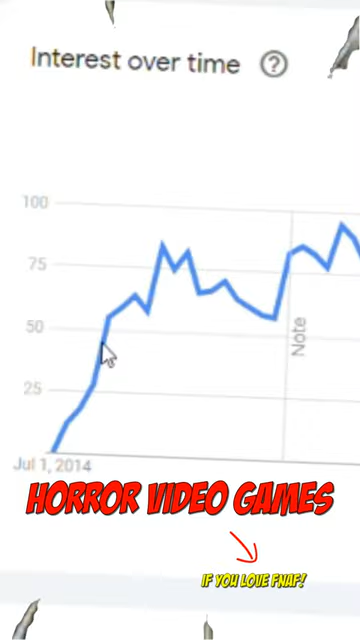 Interest over time ?
100
75
50
25
Note
Jul 1, 2014
HORROR VIDEO GAMES
IF YOU LOVE FNAF!